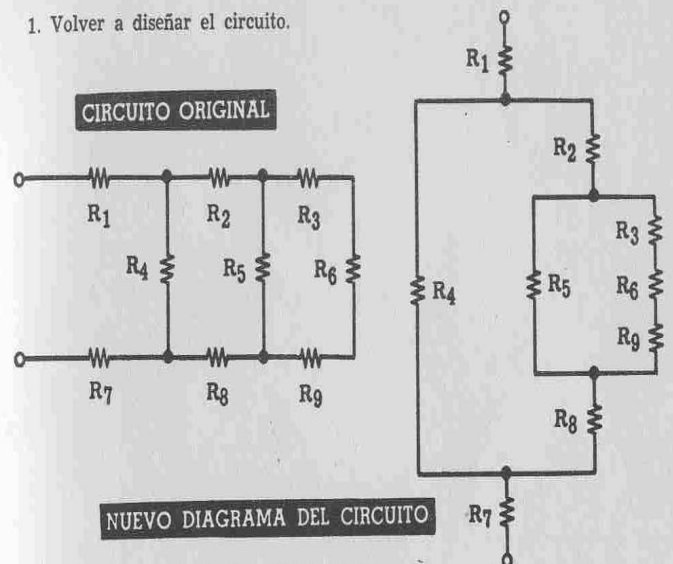 1. Volver a diseñar el circuito.
CIRCUITO ORIGINAL
R1
R2
R3
R4
R5
R6
R7
R8
R9
R1
R2
R3
R4
R5
R6
R9
R8
R7
NUEVO DIAGRAMA DEL CIRCUITO